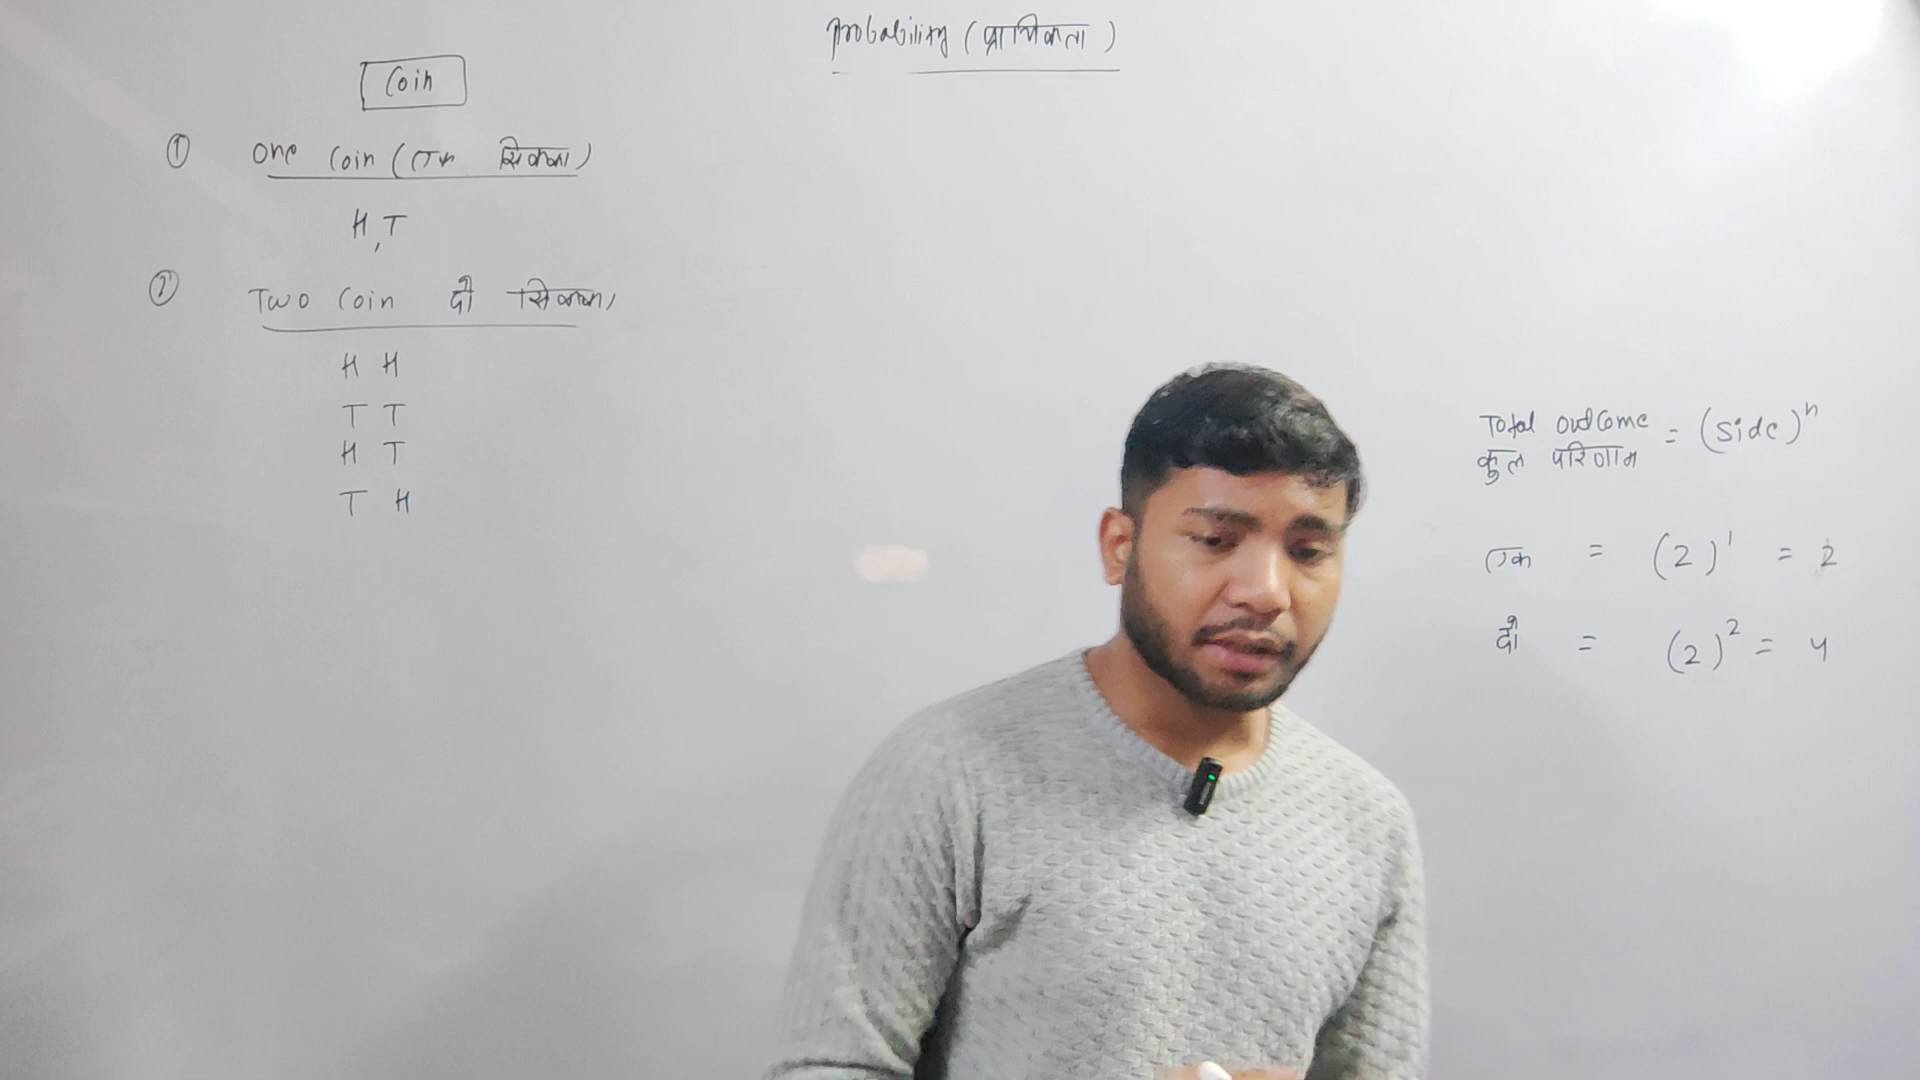 Probability (प्रायिकता)
Coin
① One Coin (एक सिक्का)
H, T
② Two Coin दो सिक्का
H H
T T
H T
T H
Total outcome = (side)ⁿ
कुल परिणाम
एक = (2)¹ = 2
दो = (2)² = 4